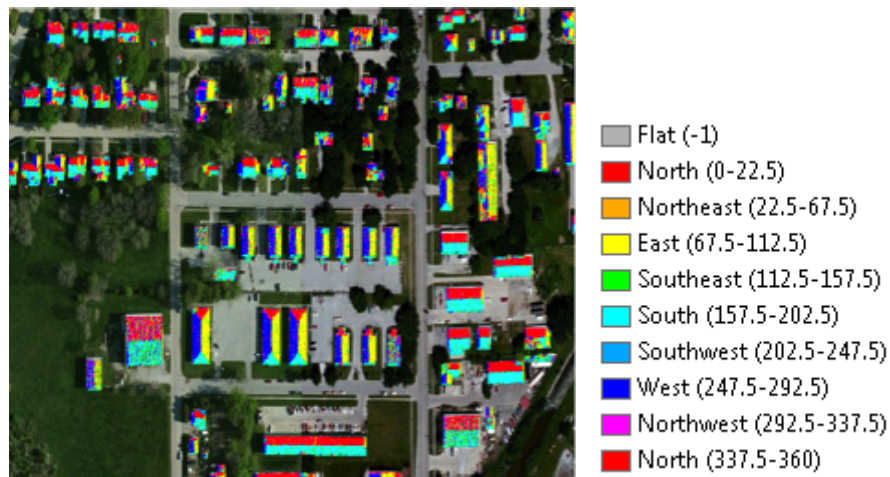 Flat (-1)
North (0-22.5)
Northeast (22.5-67.5)
East (67.5-112.5)
Southeast (112.5-157.5)
South (157.5-202.5)
Southwest (202.5-247.5)
West (247.5-292.5)
Northwest (292.5-337.5)
North (337.5-360)